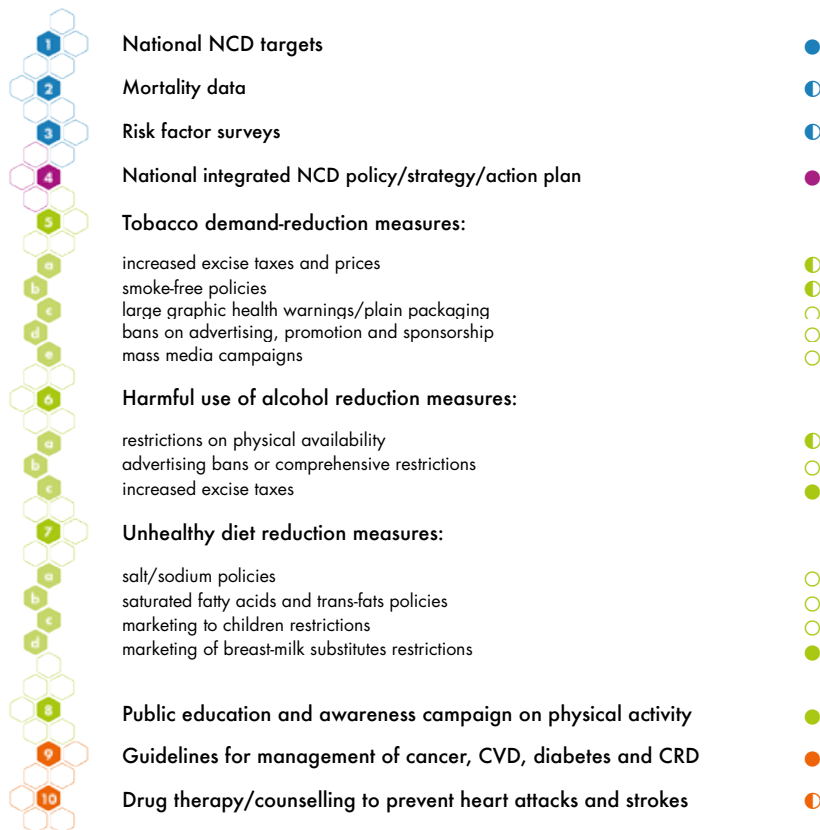 1 National NCD targets
2 Mortality data
3 Risk factor surveys
4 National integrated NCD policy/strategy/action plan
5 Tobacco demand-reduction measures:
a increased excise taxes and prices
b smoke-free policies
c large graphic health warnings/plain packaging
d bans on advertising, promotion and sponsorship
e mass media campaigns
6 Harmful use of alcohol reduction measures:
a restrictions on physical availability
b advertising bans or comprehensive restrictions
c increased excise taxes
7 Unhealthy diet reduction measures:
a salt/sodium policies
b saturated fatty acids and trans-fats policies
c marketing to children restrictions
d marketing of breast-milk substitutes restrictions
8 Public education and awareness campaign on physical activity
9 Guidelines for management of cancer, CVD, diabetes and CRD
10 Drug therapy/counselling to prevent heart attacks and strokes